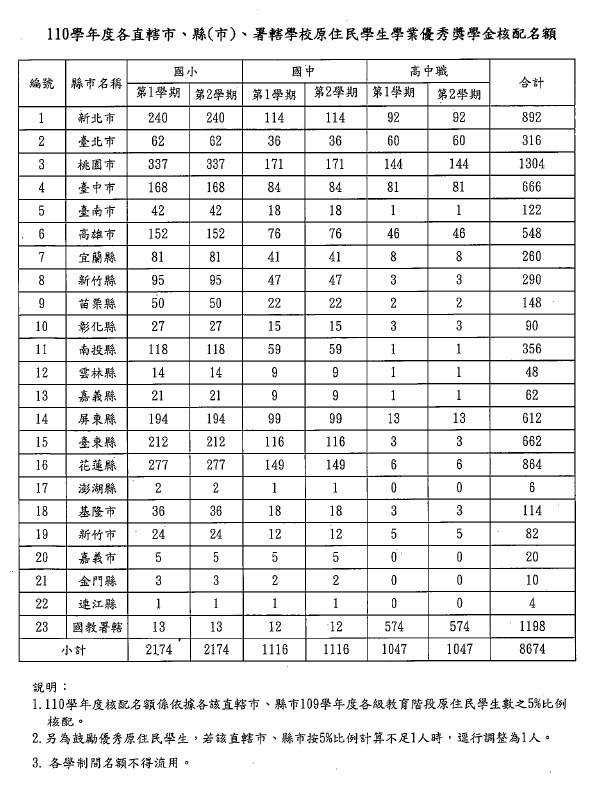 110學年度各直轄市、縣(市)、署轄學校原住民學生學業優秀獎學金核配名額
編號 縣市名稱 國小 國中 高中職 合計
第1學期 第2學期 第1學期 第2學期 第1學期 第2學期
1 新北市 240 240 114 114 92 92 892
2 臺北市 62 62 36 36 60 60 316
3 桃園市 337 337 171 171 144 144 1304
4 臺中市 168 168 84 84 81 81 666
5 臺南市 42 42 18 18 1 1 122
6 高雄市 152 152 76 76 46 46 548
7 宜蘭縣 81 81 41 41 8 8 260
8 新竹縣 95 95 47 47 3 3 290
9 苗栗縣 50 50 22 22 2 2 148
10 彰化縣 27 27 15 15 3 3 90
11 南投縣 118 118 59 59 1 1 356
12 雲林縣 14 14 9 9 1 1 48
13 嘉義縣 21 21 9 9 1 1 62
14 屏東縣 194 194 99 99 13 13 612
15 臺東縣 212 212 116 116 3 3 662
16 花蓮縣 277 277 149 149 6 6 864
17 澎湖縣 2 2 1 1 0 0 6
18 基隆市 36 36 18 18 3 3 114
19 新竹市 24 24 12 12 5 5 82
20 嘉義市 5 5 5 5 0 0 20
21 金門縣 3 3 2 2 0 0 10
22 連江縣 1 1 1 1 0 0 4
23 國教署轄 13 13 12 12 574 574 1198
小計 2174 2174 1116 1116 1047 1047 8674
說明：
1.110學年度核配名額係依據各該直轄市、縣市109學年度各級教育階段原住民學生數之5%比例
核配。
2.另為鼓勵優秀原住民學生，若該直轄市、縣市按5%比例計算不足1人時，逕行調整為1人。
3. 各學制間名額不得流用。